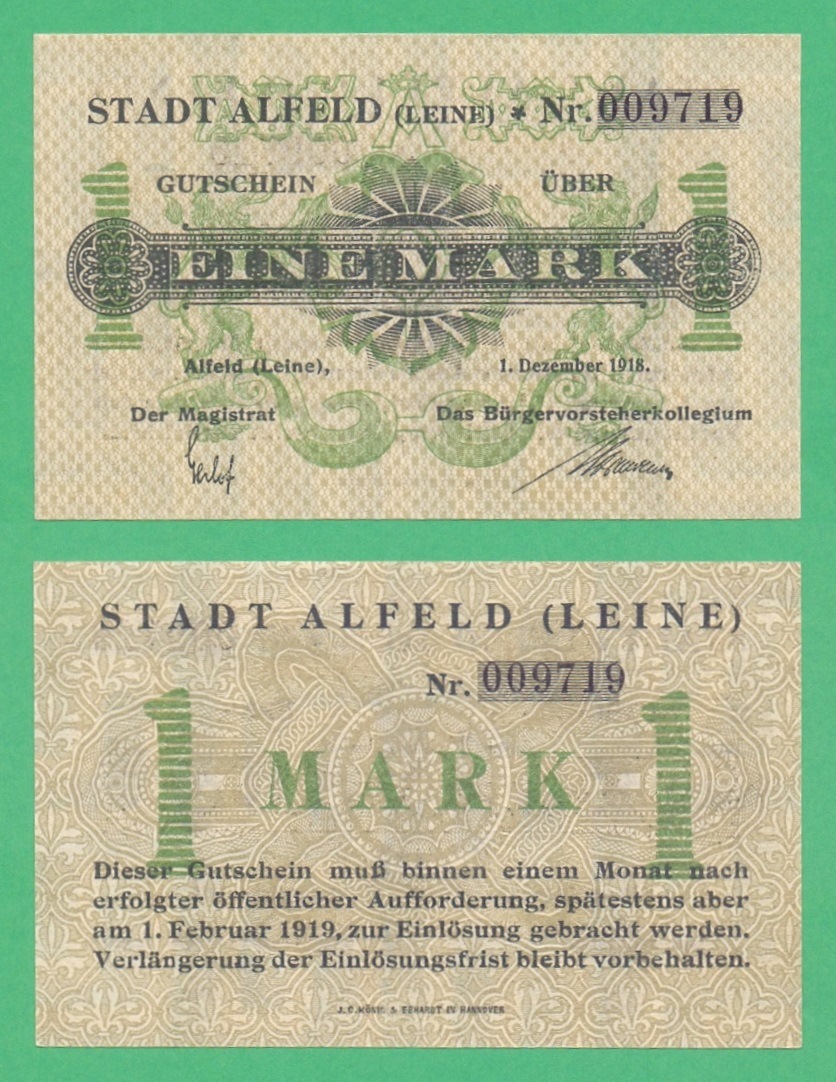 STADT ALFELD (LEINE) * Nr. 009719
GUTSCHEIN ÜBER
1 EINE MARK 1
Alfeld (Leine), 1. Dezember 1918.
Der Magistrat Das Bürgervorsteherkollegium
Gerlof
STADT ALFELD (LEINE)
Nr. 009719
1 MARK 1
Dieser Gutschein muß binnen einem Monat nach
erfolgter öffentlicher Aufforderung, spätestens aber
am 1. Februar 1919, zur Einlösung gebracht werden.
Verlängerung der Einlösungsfrist bleibt vorbehalten.
J. C. KÖNIG & EBHARDT IN HANNOVER